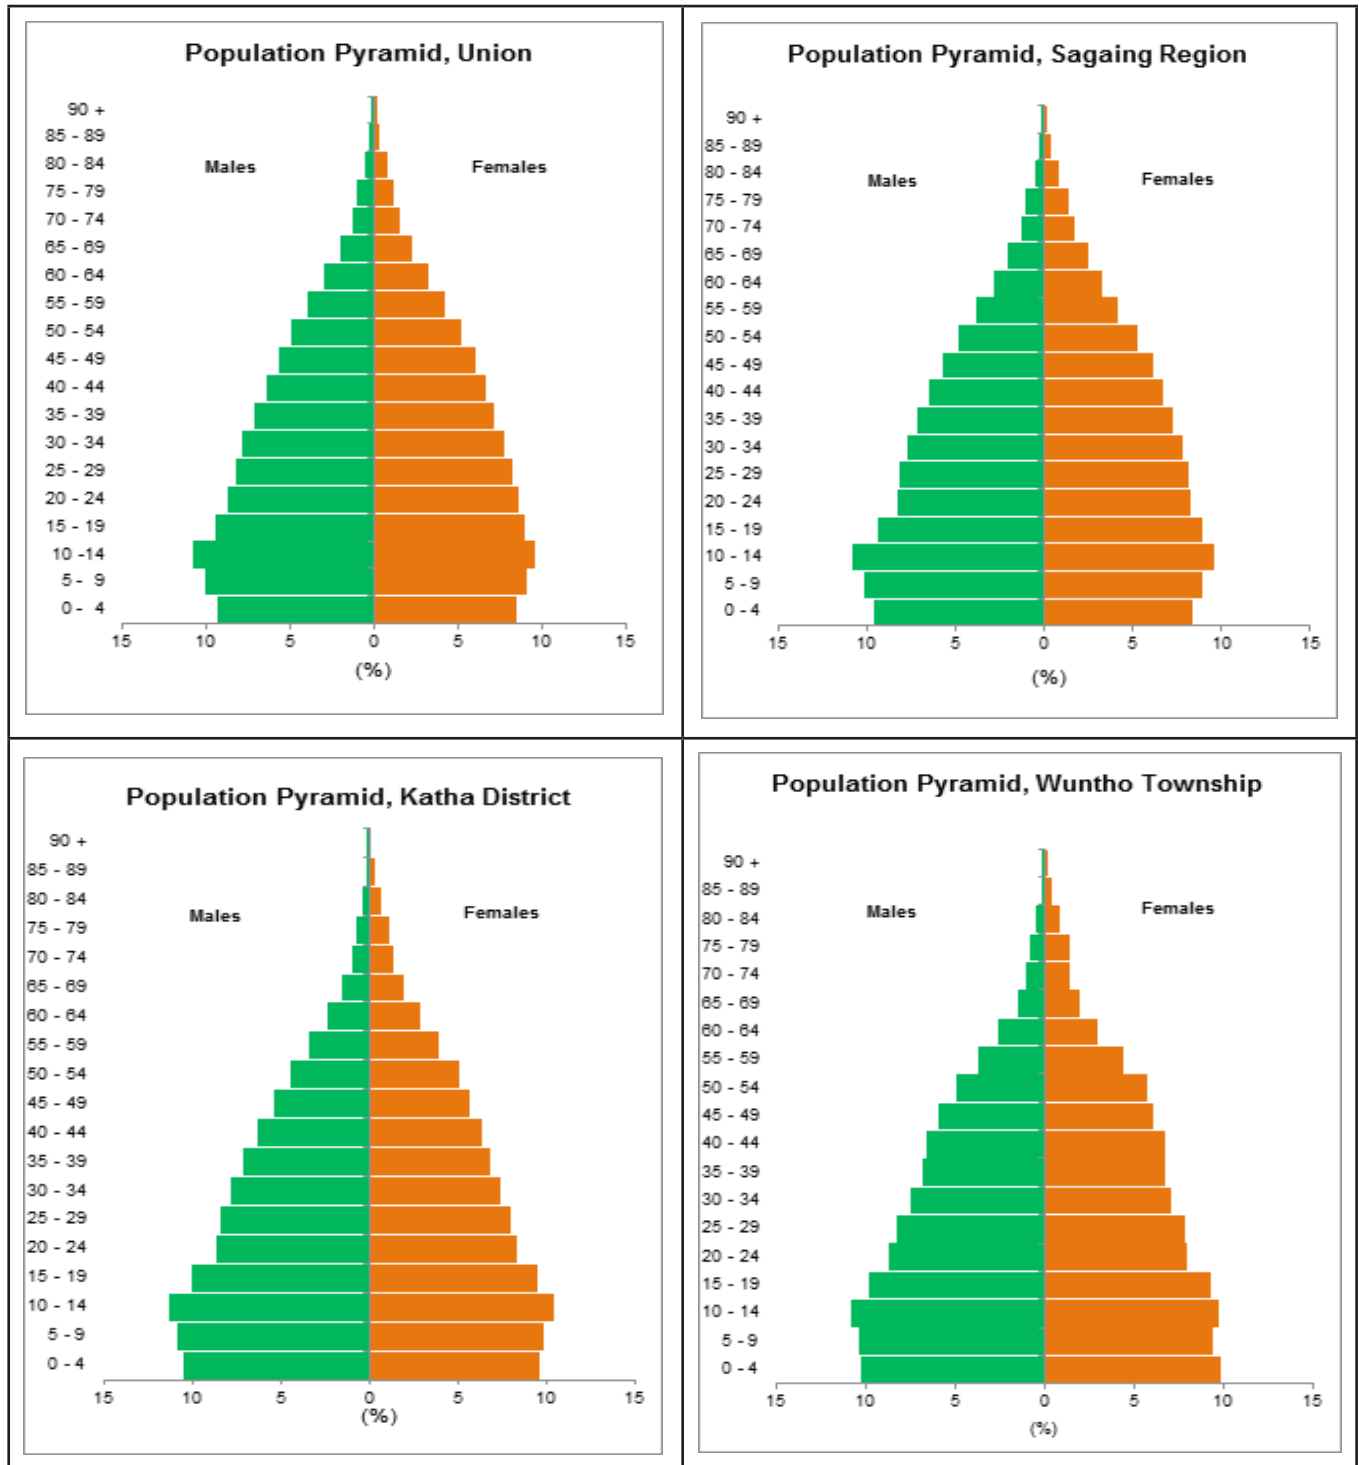 Population Pyramid, Union
90 +
85 - 89
80 - 84
75 - 79
70 - 74
65 - 69
60 - 64
55 - 59
50 - 54
45 - 49
40 - 44
35 - 39
30 - 34
25 - 29
20 - 24
15 - 19
10 -14
5 - 9
0 - 4
Males
Females
15 10 5 0 5 10 15
(%)
Population Pyramid, Sagaing Region
90 +
85 - 89
80 - 84
75 - 79
70 - 74
65 - 69
60 - 64
55 - 59
50 - 54
45 - 49
40 - 44
35 - 39
30 - 34
25 - 29
20 - 24
15 - 19
10 - 14
5 - 9
0 - 4
Males
Females
15 10 5 0 5 10 15
(%)
Population Pyramid, Katha District
90 +
85 - 89
80 - 84
75 - 79
70 - 74
65 - 69
60 - 64
55 - 59
50 - 54
45 - 49
40 - 44
35 - 39
30 - 34
25 - 29
20 - 24
15 - 19
10 - 14
5 - 9
0 - 4
Males
Females
15 10 5 0 5 10 15
(%)
Population Pyramid, Wuntho Township
90 +
85 - 89
80 - 84
75 - 79
70 - 74
65 - 69
60 - 64
55 - 59
50 - 54
45 - 49
40 - 44
35 - 39
30 - 34
25 - 29
20 - 24
15 - 19
10 - 14
5 - 9
0 - 4
Males
Females
15 10 5 0 5 10 15
(%)